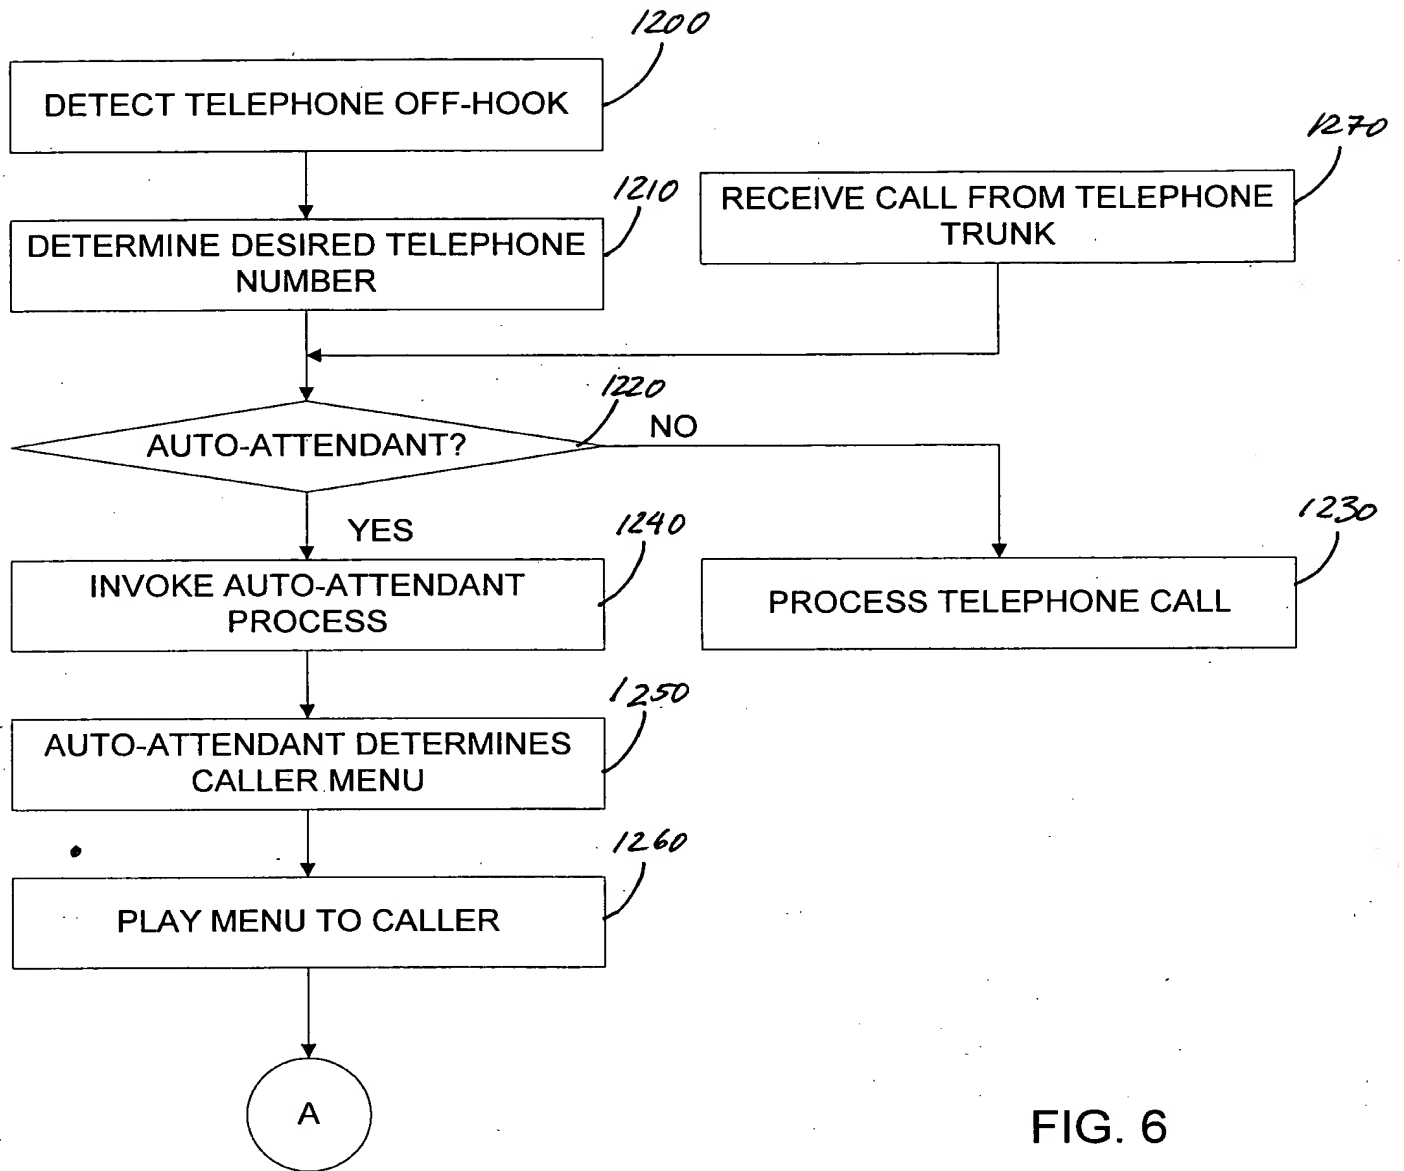 1200
DETECT TELEPHONE OFF-HOOK
1270
RECEIVE CALL FROM TELEPHONE
TRUNK
1210
DETERMINE DESIRED TELEPHONE
NUMBER
1220
AUTO-ATTENDANT?
NO
YES
1230
PROCESS TELEPHONE CALL
1240
INVOKE AUTO-ATTENDANT
PROCESS
1250
AUTO-ATTENDANT DETERMINES
CALLER MENU
1260
PLAY MENU TO CALLER
A
FIG. 6